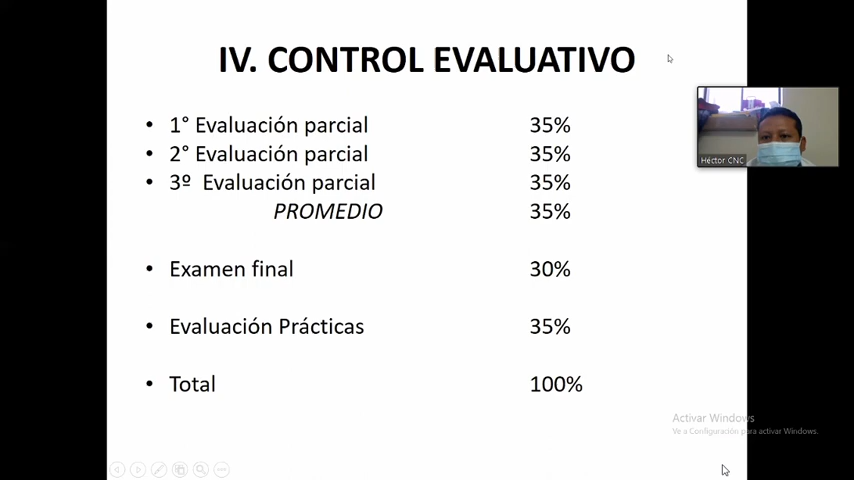 IV. CONTROL EVALUATIVO
• 1° Evaluación parcial 35%
• 2° Evaluación parcial 35%
• 3º Evaluación parcial 35%
PROMEDIO 35%
• Examen final 30%
• Evaluación Prácticas 35%
• Total 100%
Héctor CNC
Activar Windows
Ve a Configuración para activar Windows.